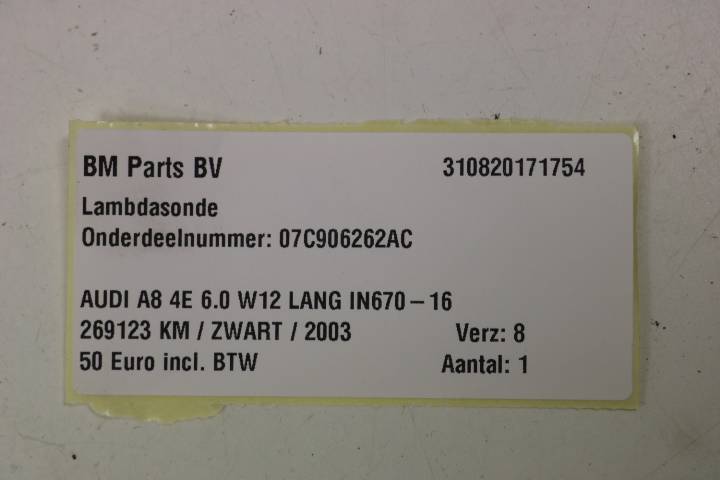 BM Parts BV 310820171754
Lambdasonde
Onderdeelnummer: 07C906262AC
AUDI A8 4E 6.0 W12 LANG IN670-16
269123 KM / ZWART / 2003 Verz: 8
50 Euro incl. BTW Aantal: 1